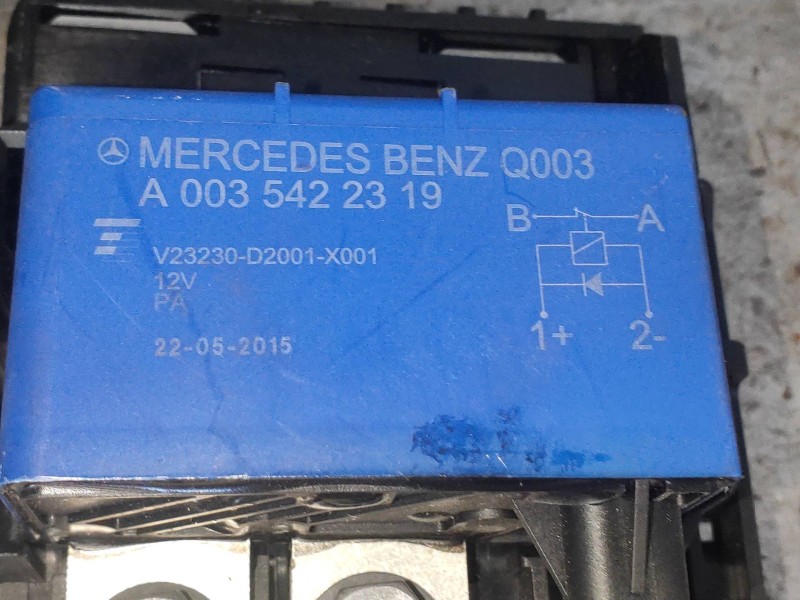 MERCEDES BENZ Q003
A 003 542 23 19
B A
V23230-D2001-X001
12V
PA
1+ 2-
22-05-2015